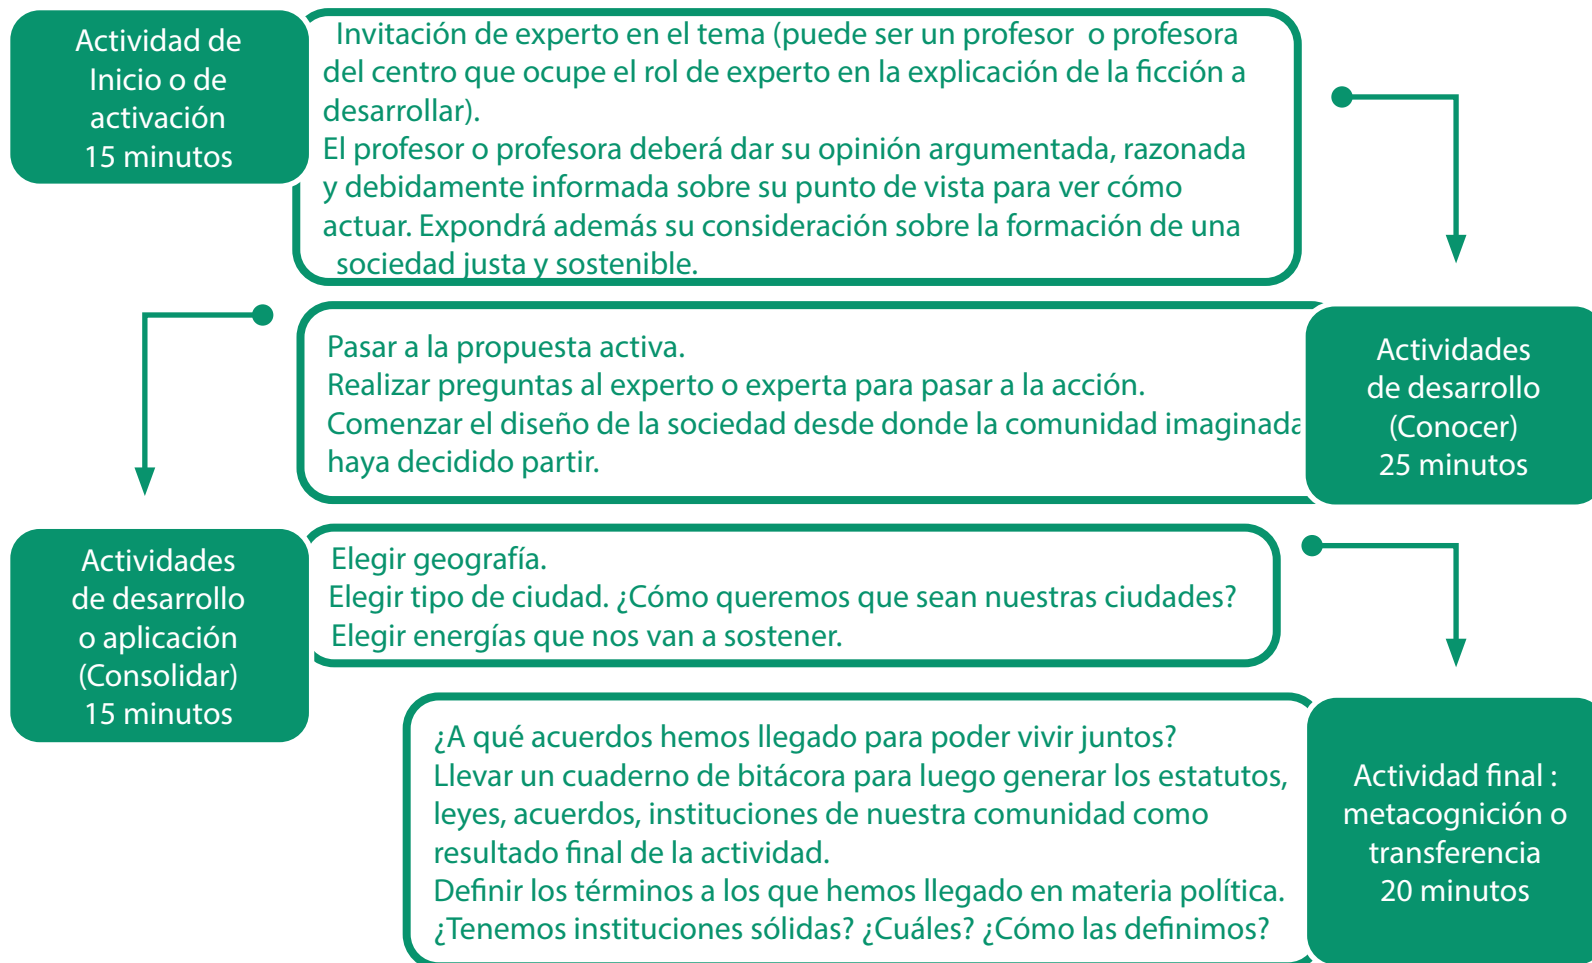 Actividad de
Inicio o de
activación
15 minutos
Invitación de experto en el tema (puede ser un profesor o profesora
del centro que ocupe el rol de experto en la explicación de la ficción a
desarrollar).
El profesor o profesora deberá dar su opinión argumentada, razonada
y debidamente informada sobre su punto de vista para ver cómo
actuar. Expondrá además su consideración sobre la formación de una
sociedad justa y sostenible.
Pasar a la propuesta activa.
Realizar preguntas al experto o experta para pasar a la acción.
Comenzar el diseño de la sociedad desde donde la comunidad imaginada
haya decidido partir.
Actividades
de desarrollo
(Conocer)
25 minutos
Actividades
de desarrollo
o aplicación
(Consolidar)
15 minutos
Elegir geografía.
Elegir tipo de ciudad. ¿Cómo queremos que sean nuestras ciudades?
Elegir energías que nos van a sostener.
¿A qué acuerdos hemos llegado para poder vivir juntos?
Llevar un cuaderno de bitácora para luego generar los estatutos,
leyes, acuerdos, instituciones de nuestra comunidad como
resultado final de la actividad.
Definir los términos a los que hemos llegado en materia política.
¿Tenemos instituciones sólidas? ¿Cuáles? ¿Cómo las definimos?
Actividad final :
metacognición o
transferencia
20 minutos